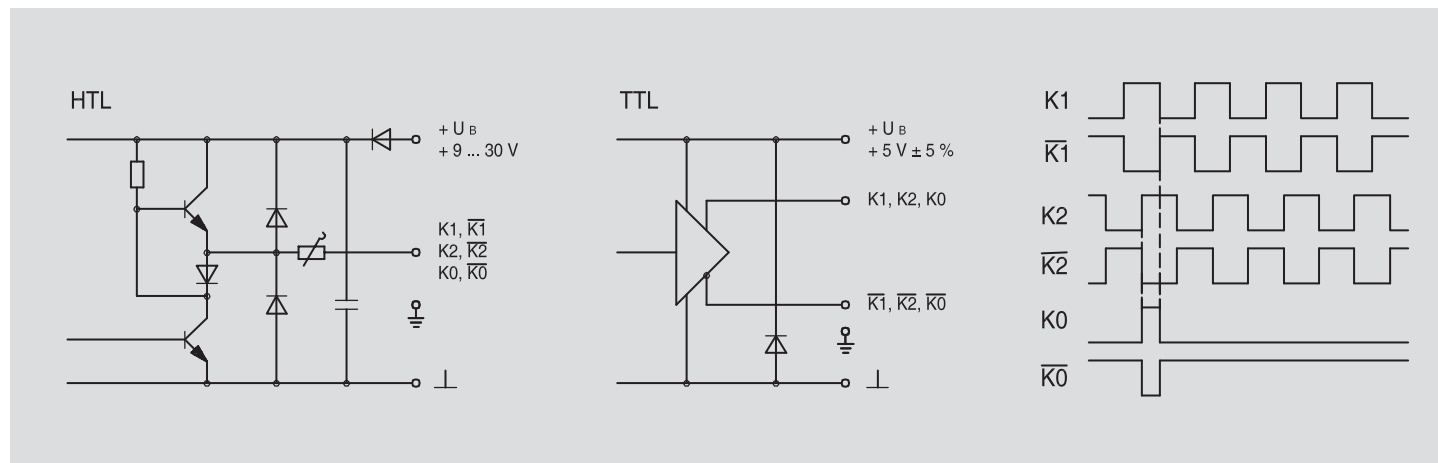 HTL
+ U B
+ 9 ... 30 V
K1, K̅1̅
K2, K̅2̅
K0, K̅0̅
TTL
+ U B
+ 5 V ± 5 %
K1, K2, K0
K̅1̅, K̅2̅, K̅0̅
K1
K̅1̅
K2
K̅2̅
K0
K̅0̅